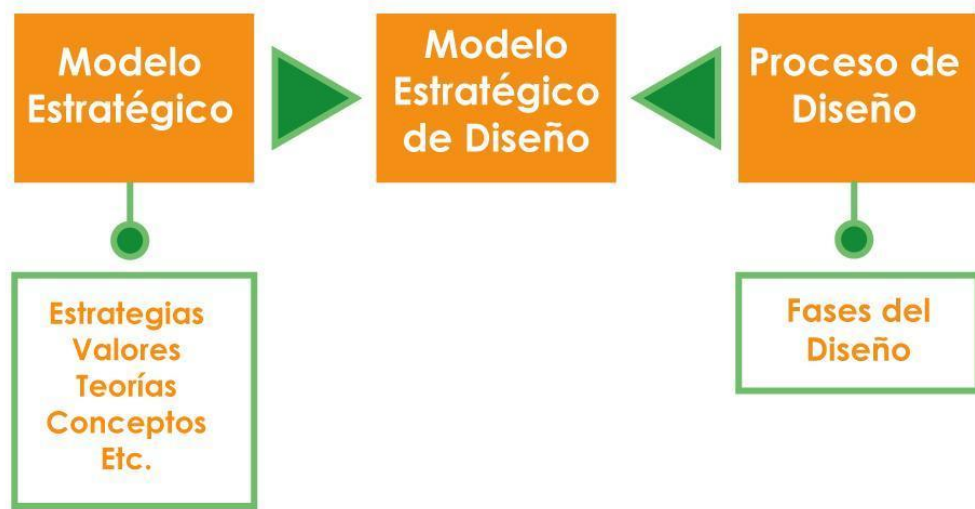 Modelo
Estratégico
Modelo
Estratégico
de Diseño
Proceso de
Diseño
Estrategias
Valores
Teorías
Conceptos
Etc.
Fases del
Diseño